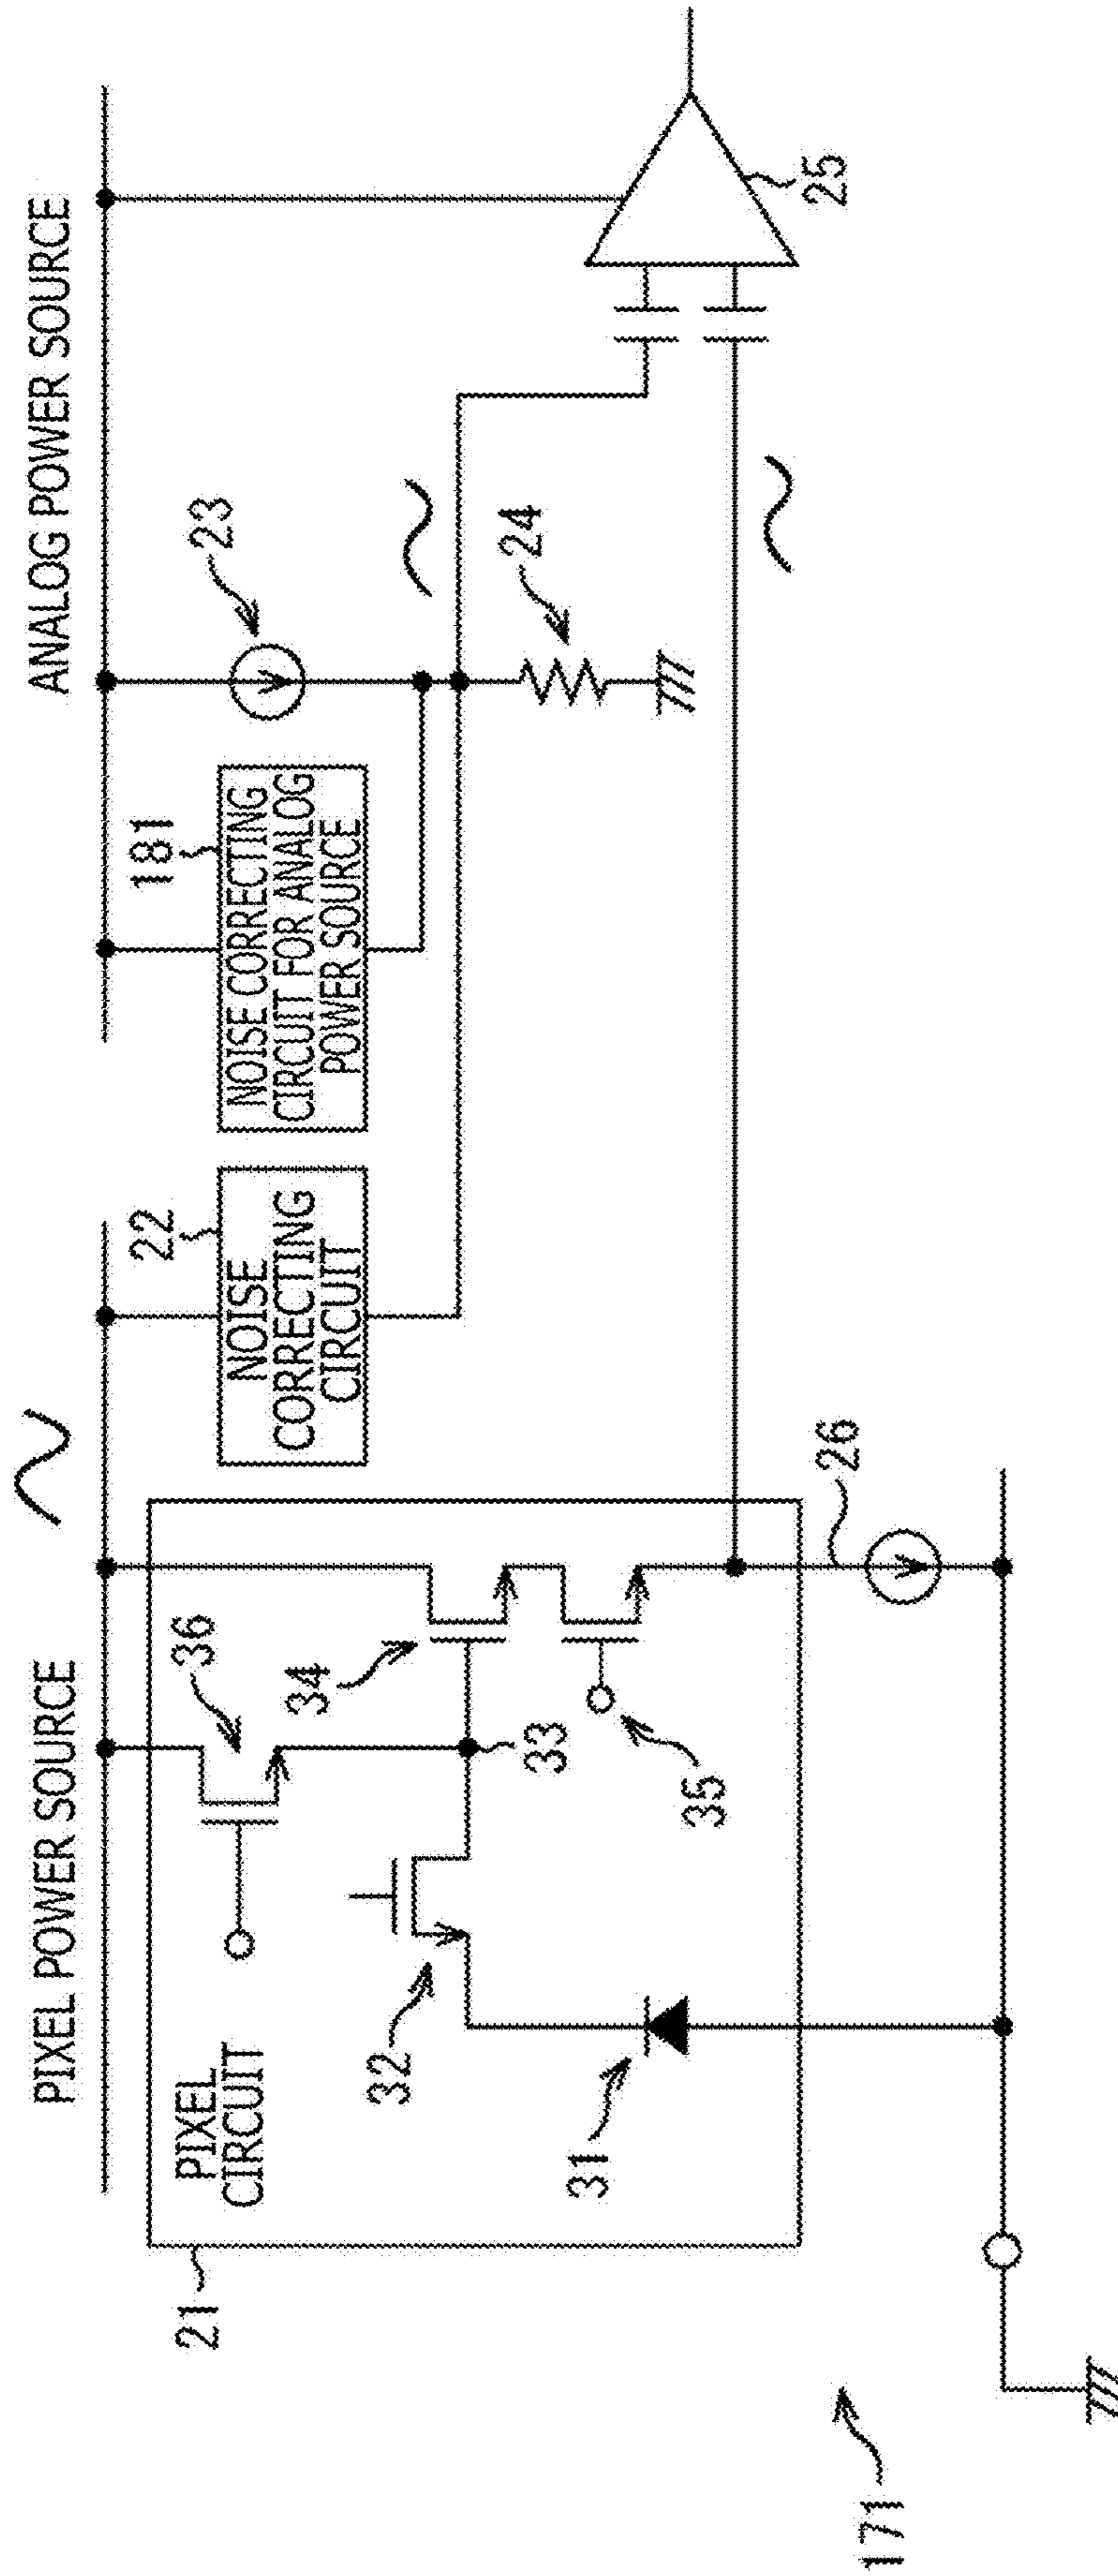 PIXEL POWER SOURCE
ANALOG POWER SOURCE
21
PIXEL
CIRCUIT
36
34
33
35
32
31
26
22
NOISE
CORRECTING
CIRCUIT
181
NOISE CORRECTING
CIRCUIT FOR ANALOG
POWER SOURCE
23
24
25
171